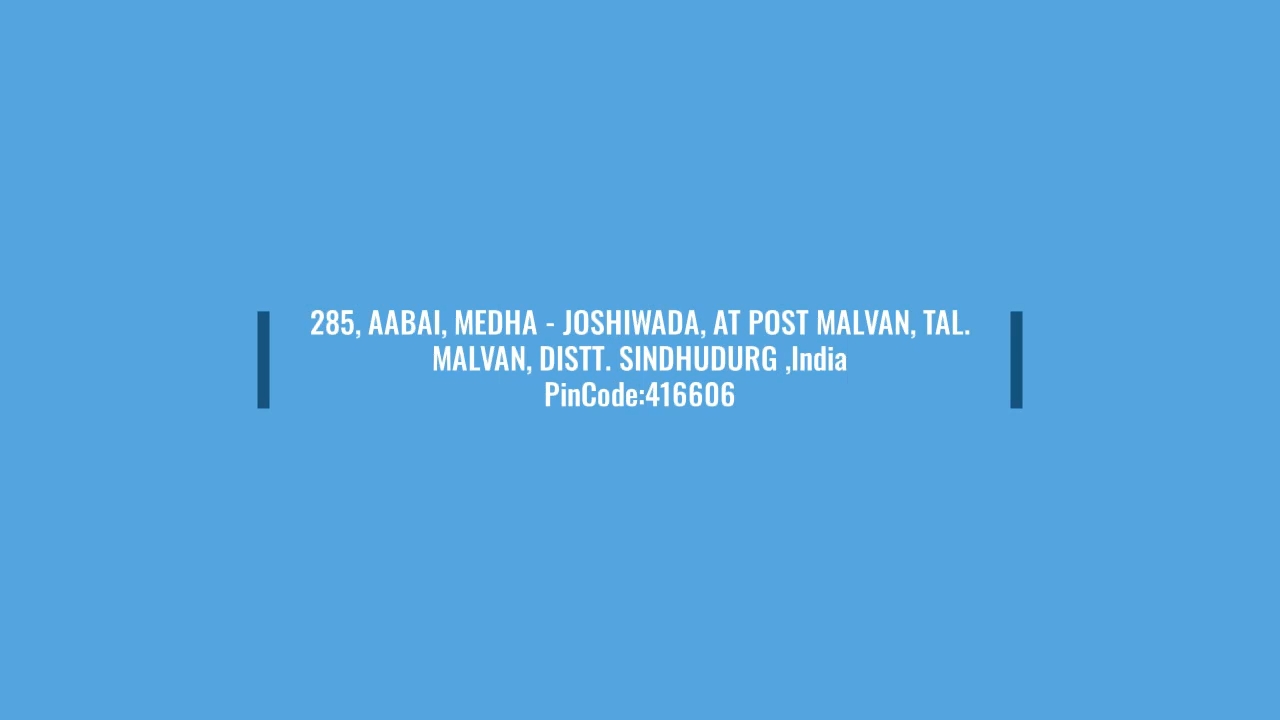 285, AABAI, MEDHA - JOSHIWADA, AT POST MALVAN, TAL.
MALVAN, DISTT. SINDHUDURG ,India
PinCode:416606